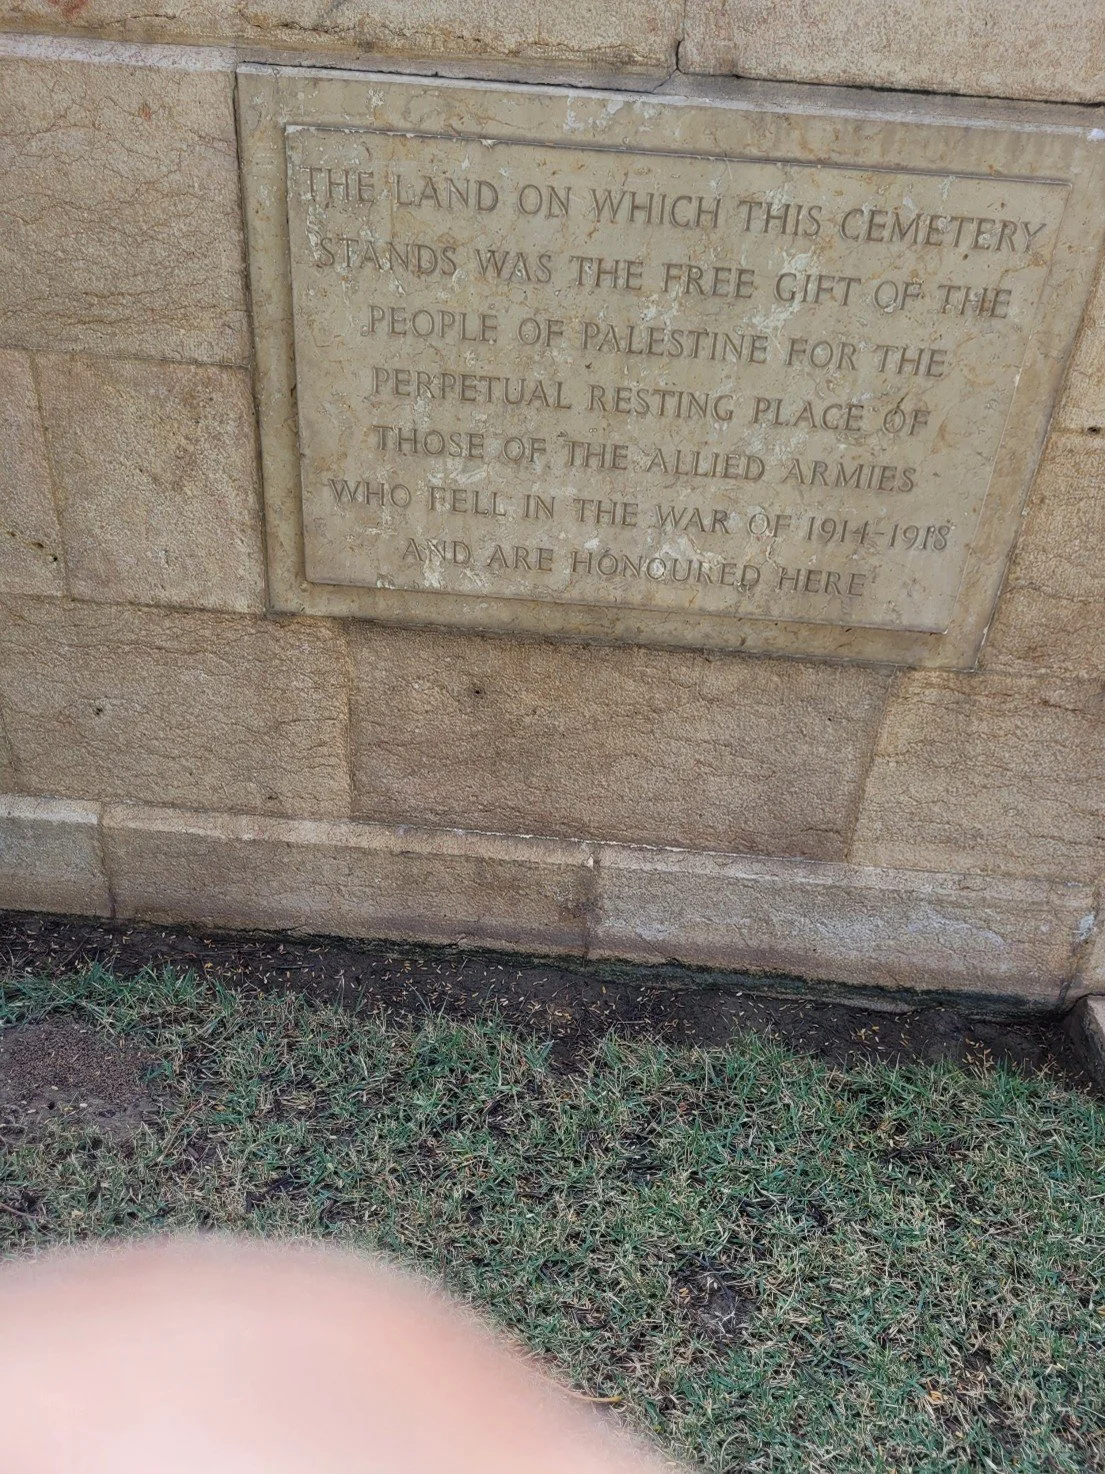 THE LAND ON WHICH THIS CEMETERY
STANDS WAS THE FREE GIFT OF THE
PEOPLE OF PALESTINE FOR THE
PERPETUAL RESTING PLACE OF
THOSE OF THE ALLIED ARMIES
WHO FELL IN THE WAR OF 1914-1918
AND ARE HONOURED HERE